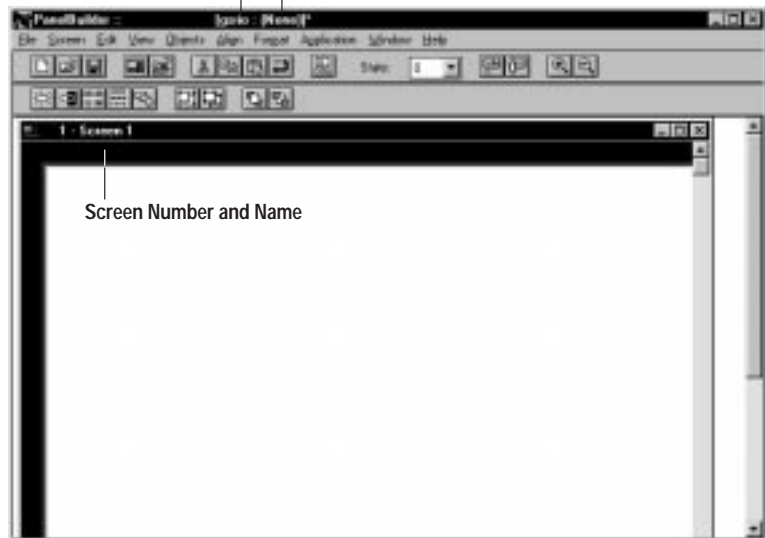 PanelBuilder ::
File Screen Edit View Objects Align Format Application Window Help
State:
1 - Screen 1
Screen Number and Name